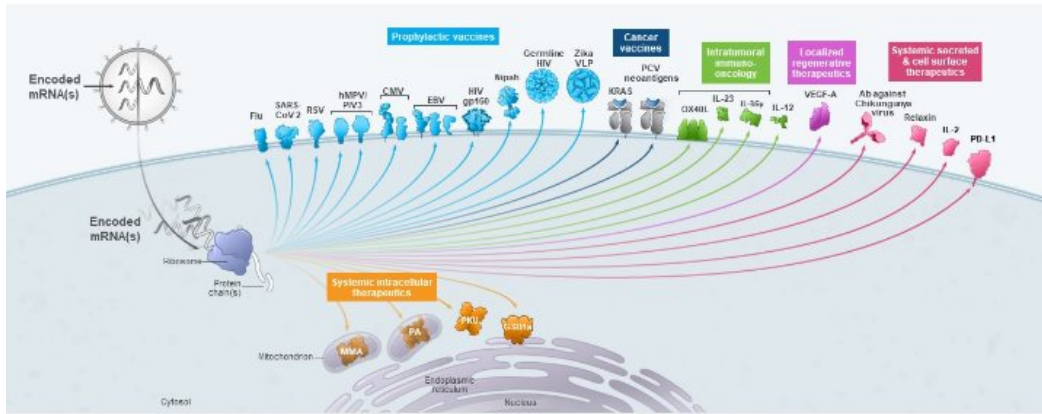 Prophylactic vaccines
Cancer
vaccines
Intratumoral
immuno-
oncology
Localized
regenerative
therapeutics
Systemic secreted
& cell surface
therapeutics
Encoded
mRNA(s)
Flu
SARS-
CoV 2
RSV
hMPV/
PIV3
CMV
EBV
HIV
gp160
Nipah
Germline
HIV
Zika
VLP
KRAS
PCV
neoantigens
OX40L
IL-23
IL-36γ
IL-12
VEGF-A
Ab against
Chikungunya
virus
Relaxin
IL-2
PD-L1
Encoded
mRNA(s)
Ribosome
Protein
chain(s)
Systemic intracellular
therapeutics
MMA
PA
PKU
GSD1a
Mitochondrion
Endoplasmic
reticulum
Nucleus
Cytosol